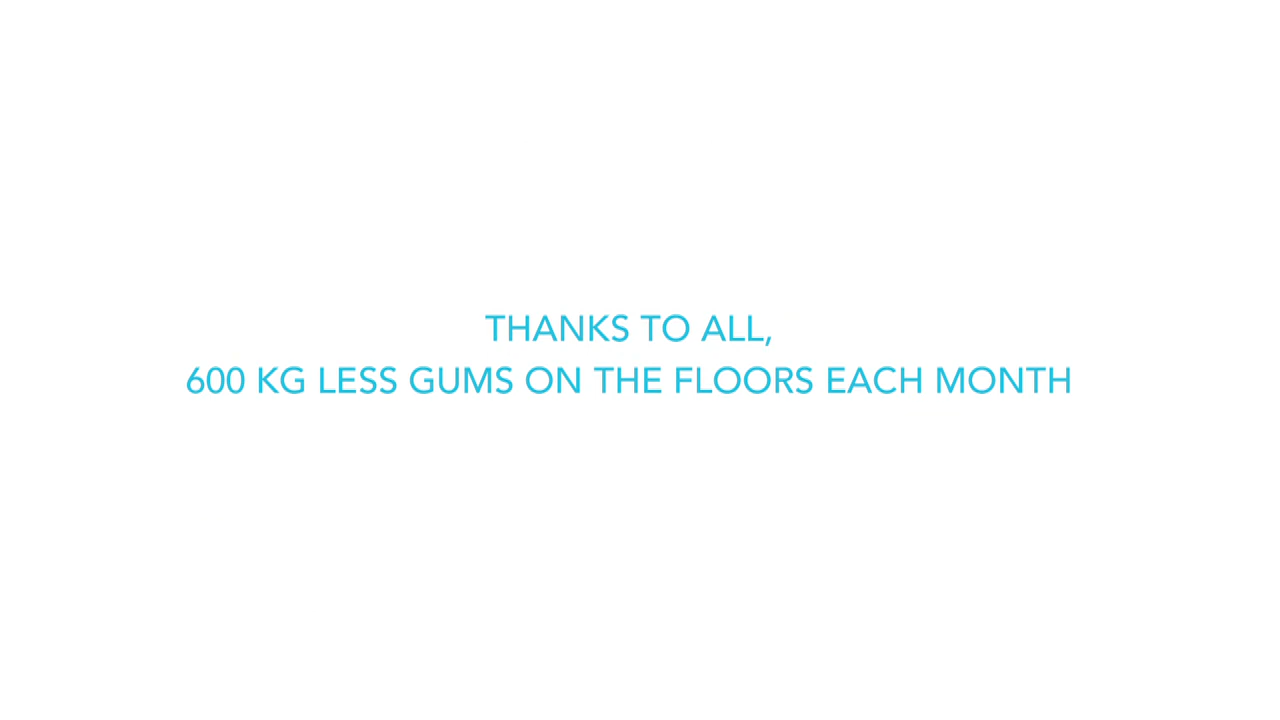 THANKS TO ALL,
600 KG LESS GUMS ON THE FLOORS EACH MONTH